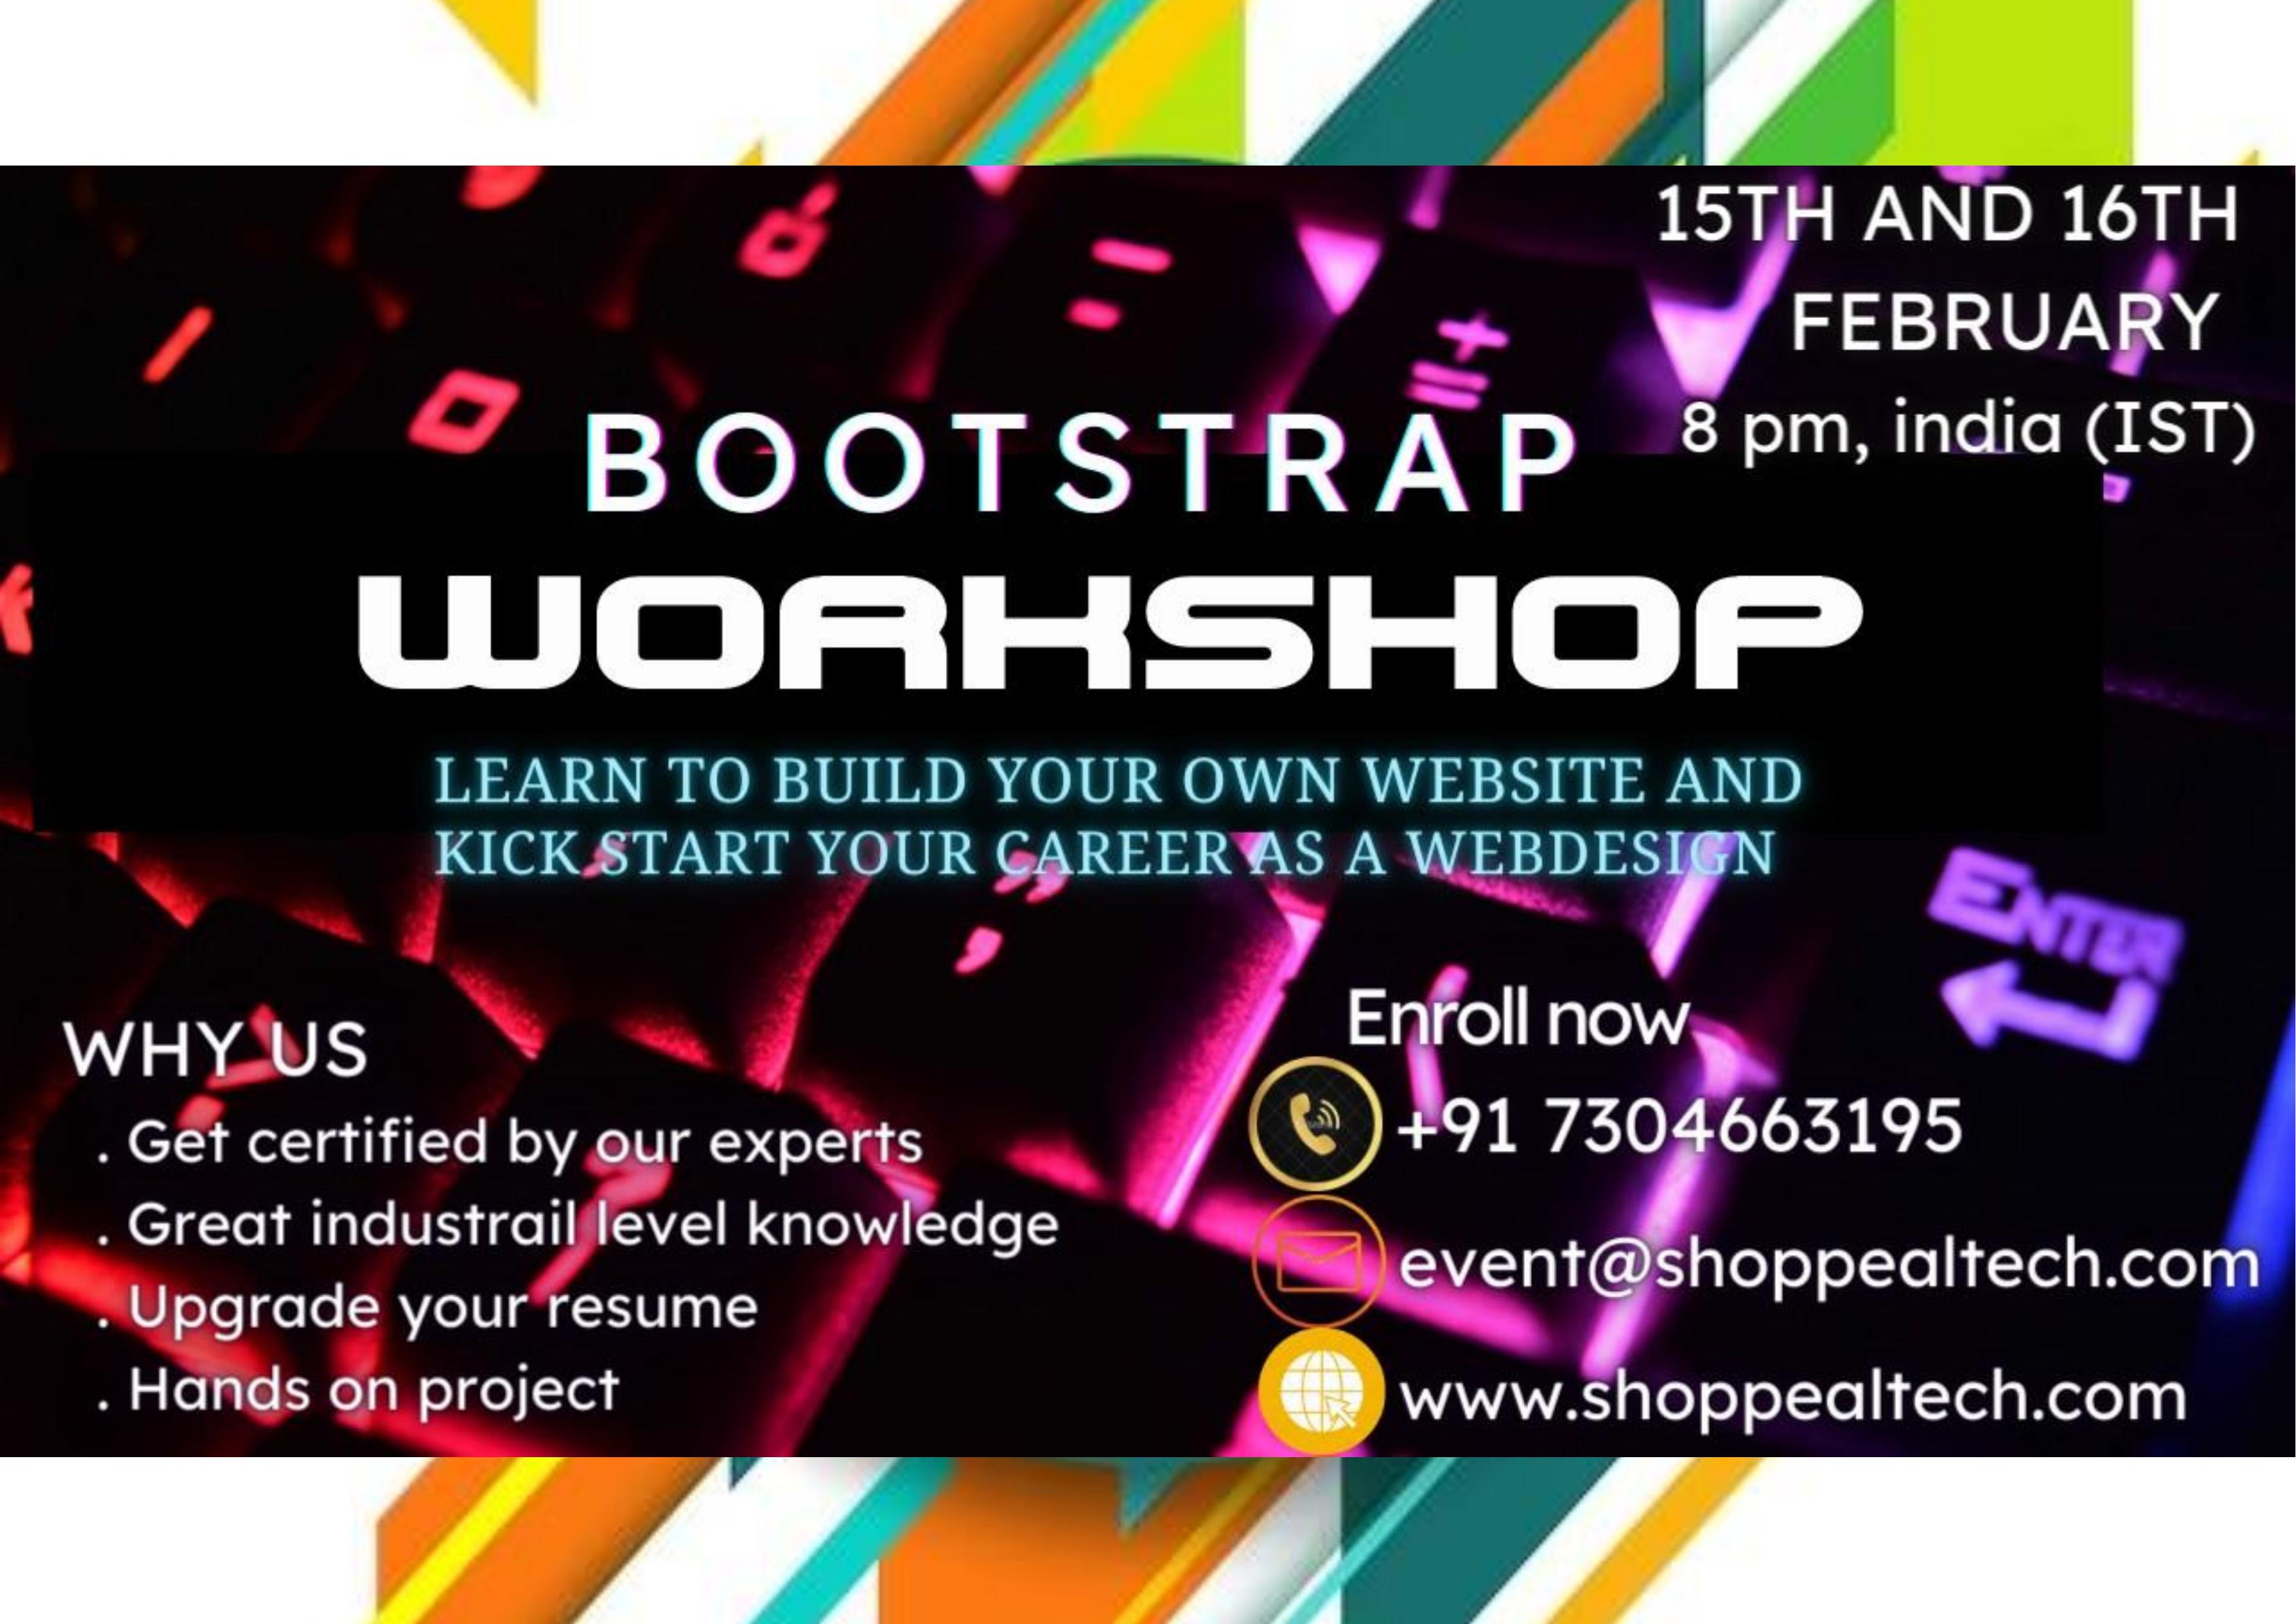 15TH AND 16TH
FEBRUARY
8 pm, india (IST)
BOOTSTRAP
WORKSHOP
LEARN TO BUILD YOUR OWN WEBSITE AND
KICK START YOUR CAREER AS A WEBDESIGN
ENTER
WHY US
. Get certified by our experts
. Great industrail level knowledge
. Upgrade your resume
. Hands on project
Enroll now
+91 7304663195
event@shoppealtech.com
www.shoppealtech.com